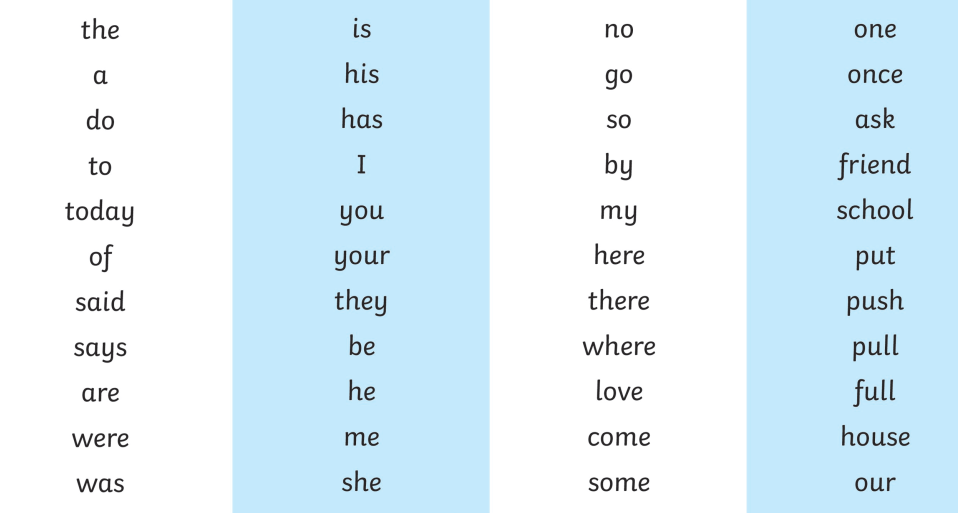 the is no one
a his go once
do has so ask
to I by friend
today you my school
of your here put
said they there push
says be where pull
are he love full
were me come house
was she some our